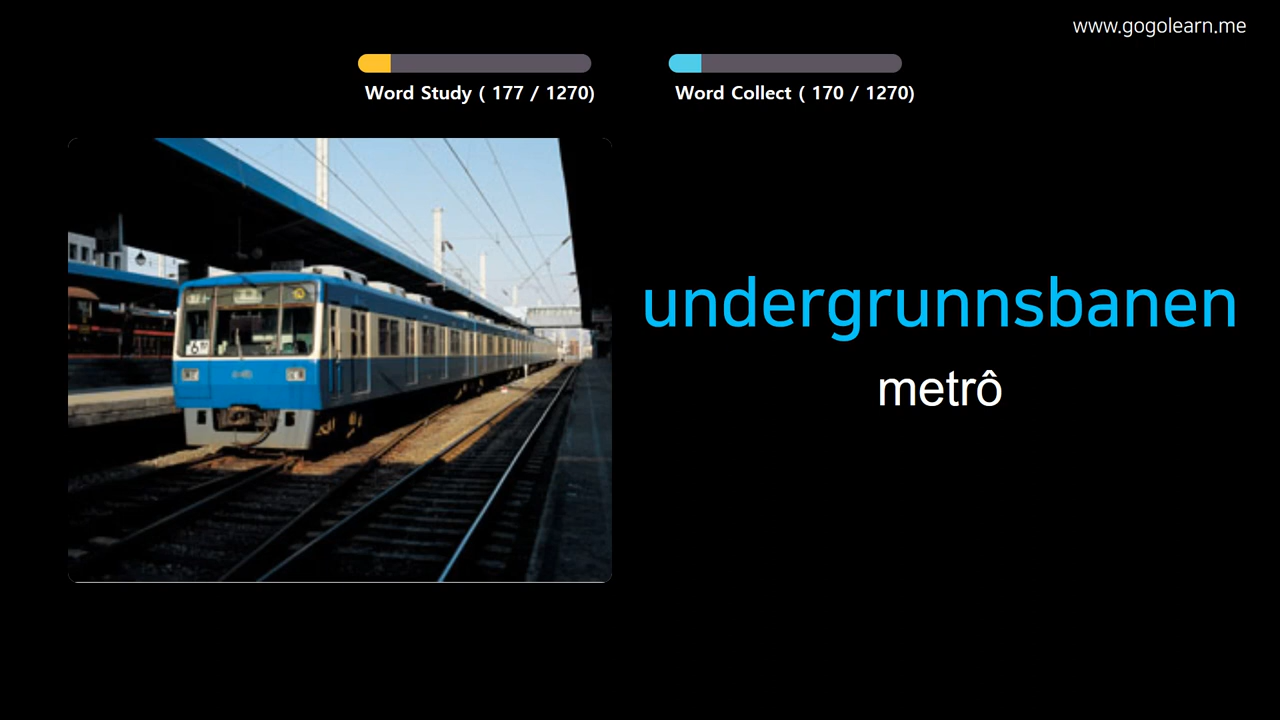 www.gogolearn.me
Word Study ( 177 / 1270)
Word Collect ( 170 / 1270)
undergrunnsbanen
metrô